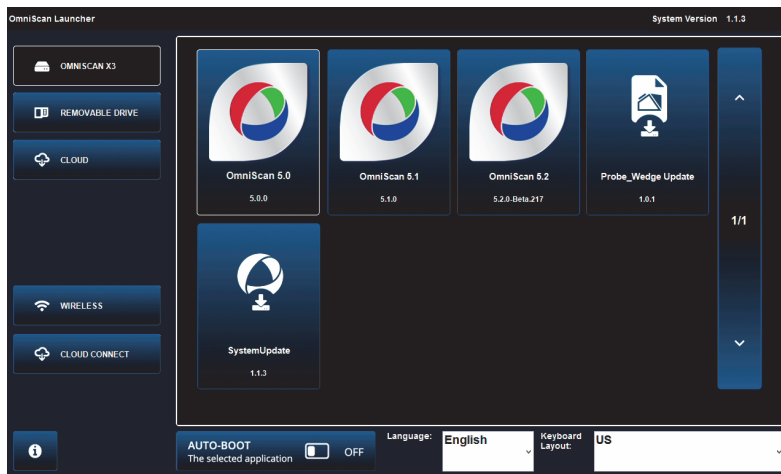 OmniScan Launcher
System Version 1.1.3
OMNISCAN X3
REMOVABLE DRIVE
CLOUD
WIRELESS
CLOUD CONNECT
OmniScan 5.0
5.0.0
OmniScan 5.1
5.1.0
OmniScan 5.2
5.2.0-Beta.217
Probe_Wedge Update
1.0.1
SystemUpdate
1.1.3
1/1
AUTO-BOOT
The selected application
OFF
Language:
English
Keyboard
Layout:
US